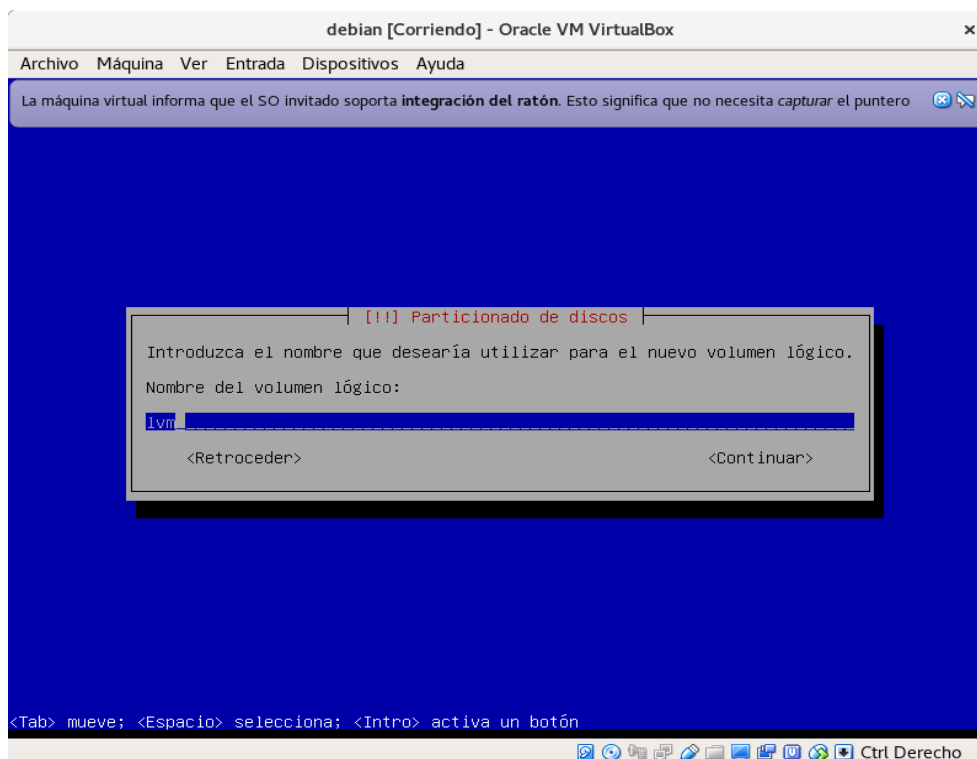 debian [Corriendo] - Oracle VM VirtualBox
Archivo Máquina Ver Entrada Dispositivos Ayuda
La máquina virtual informa que el SO invitado soporta integración del ratón. Esto significa que no necesita capturar el puntero
[!!] Particionado de discos
Introduzca el nombre que desearía utilizar para el nuevo volumen lógico.
Nombre del volumen lógico:
lvm
<Retroceder> <Continuar>
<Tab> mueve; <Espacio> selecciona; <Intro> activa un botón
Ctrl Derecho